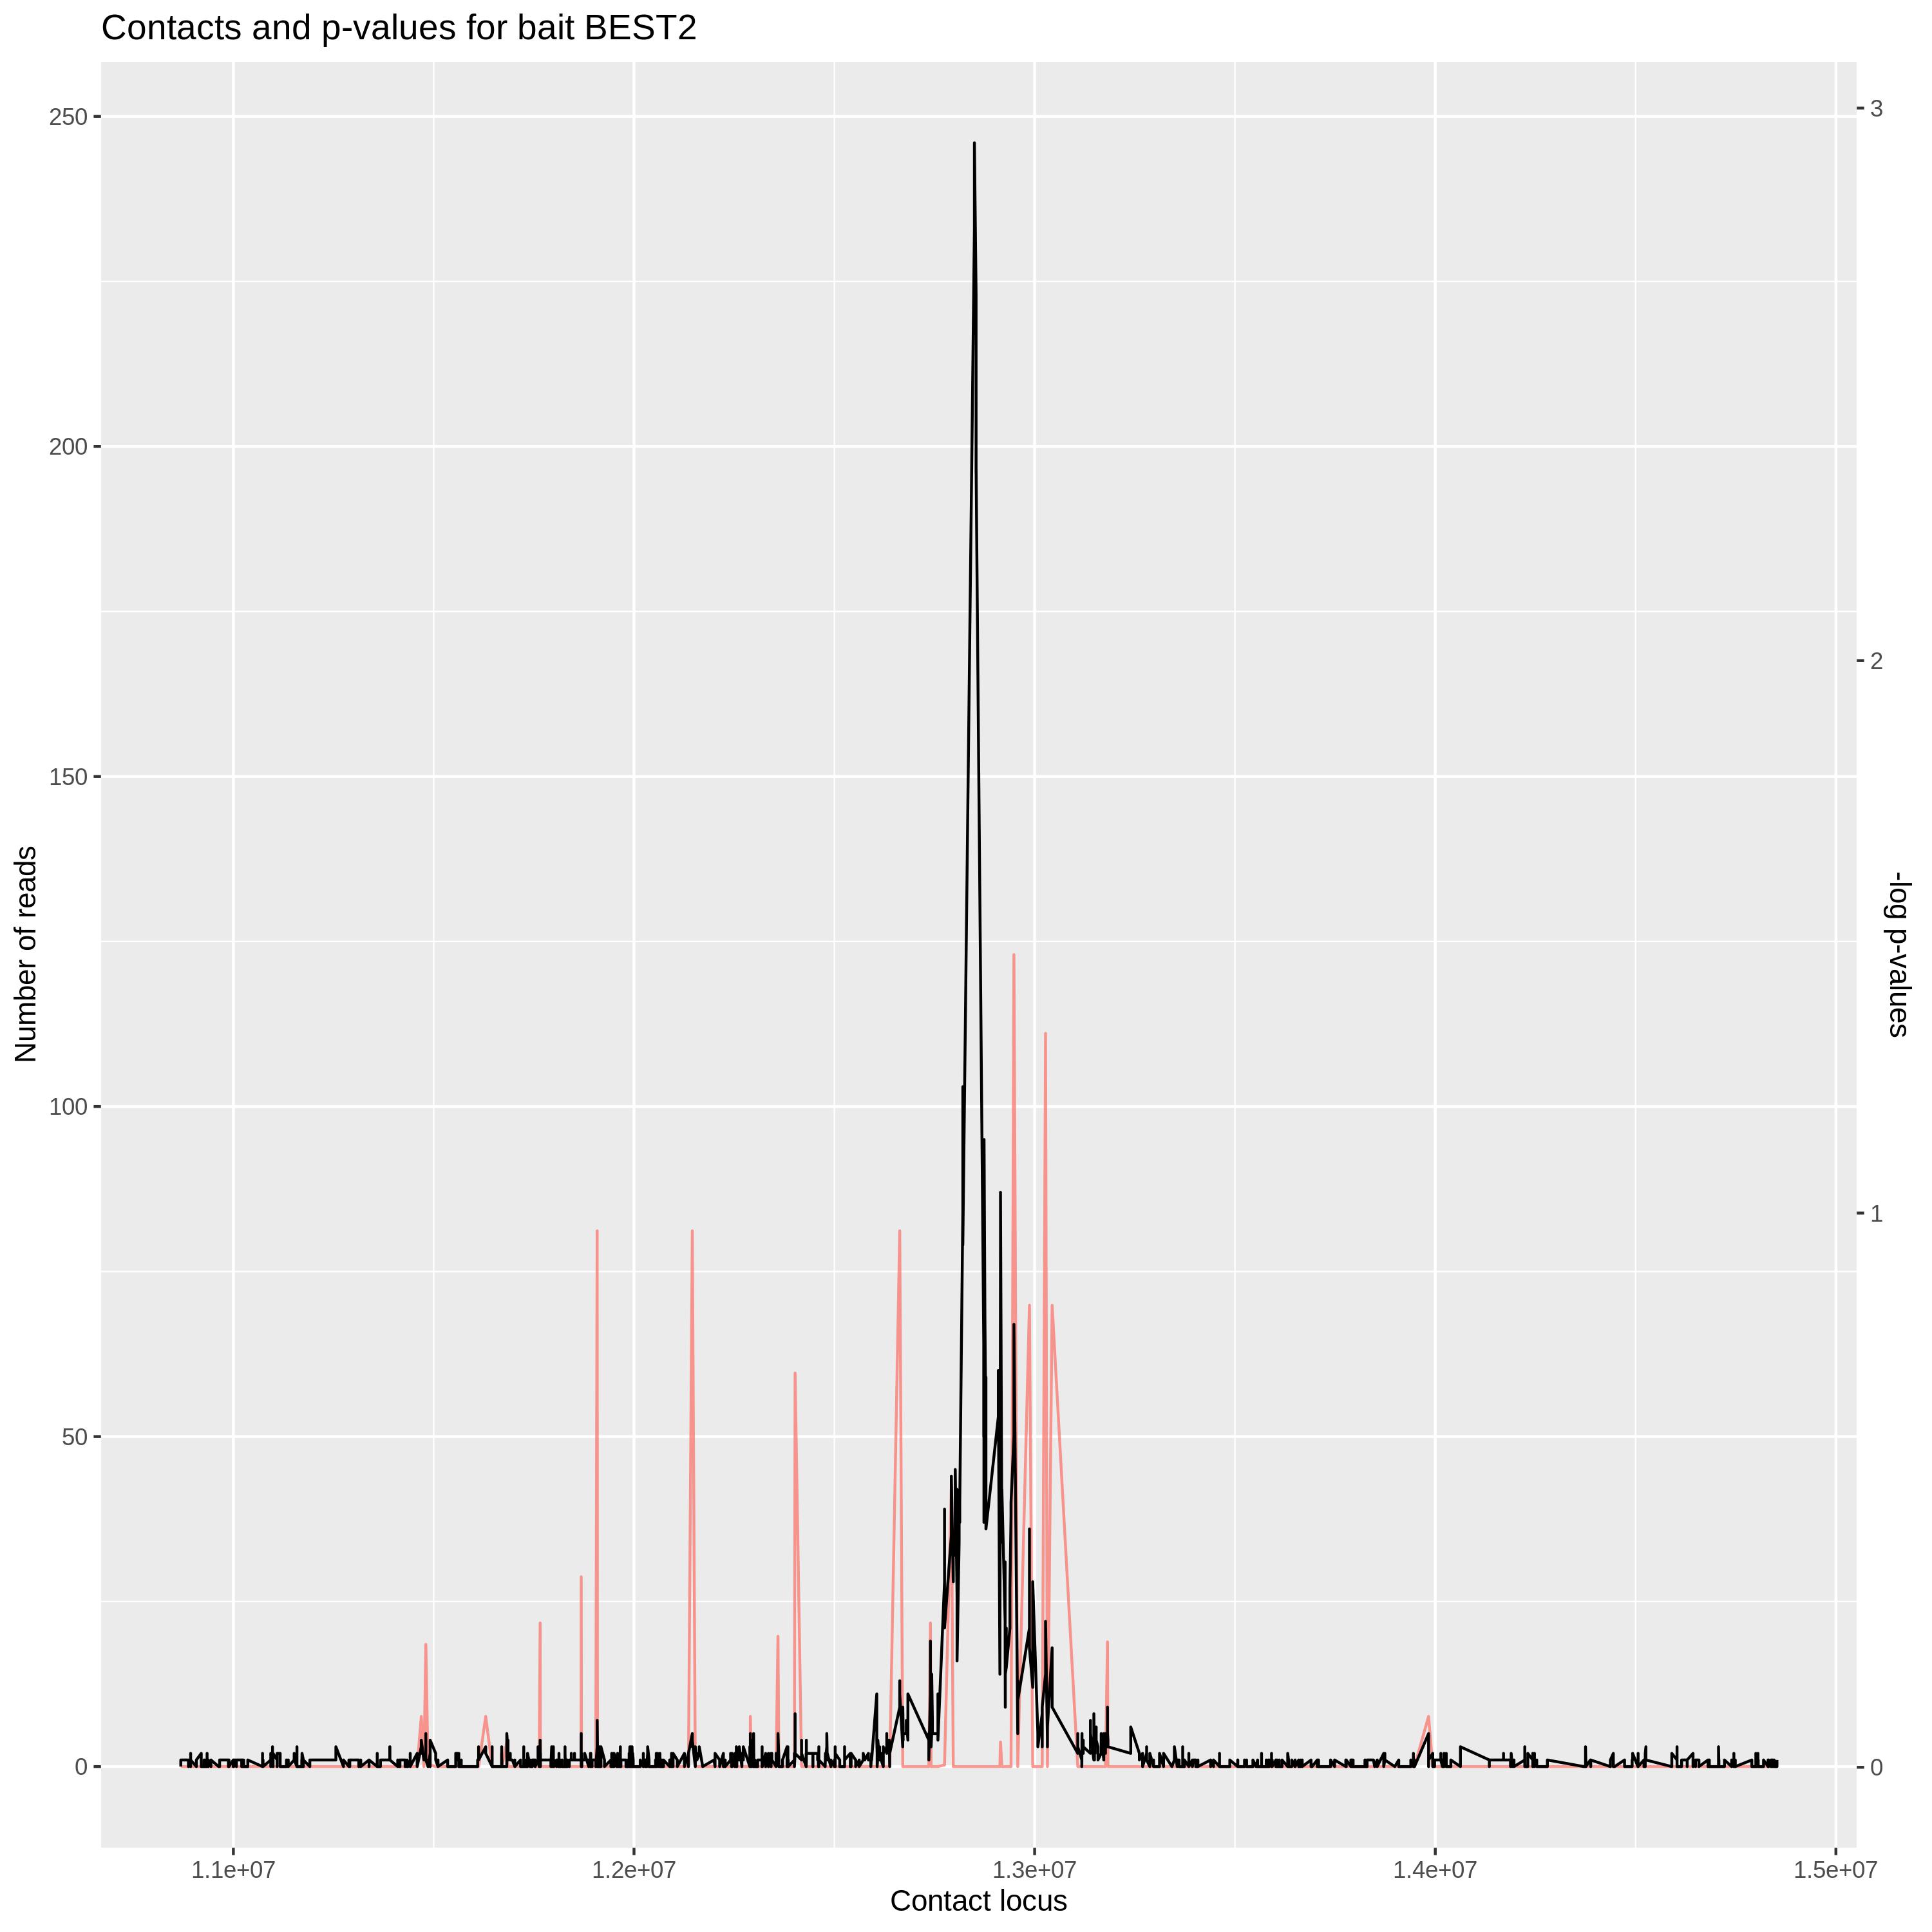 Contacts and p-values for bait BEST2
250
200
150
100
50
0
3
2
1
0
Number of reads
-log p-values
1.1e+07
1.2e+07
1.3e+07
1.4e+07
1.5e+07
Contact locus